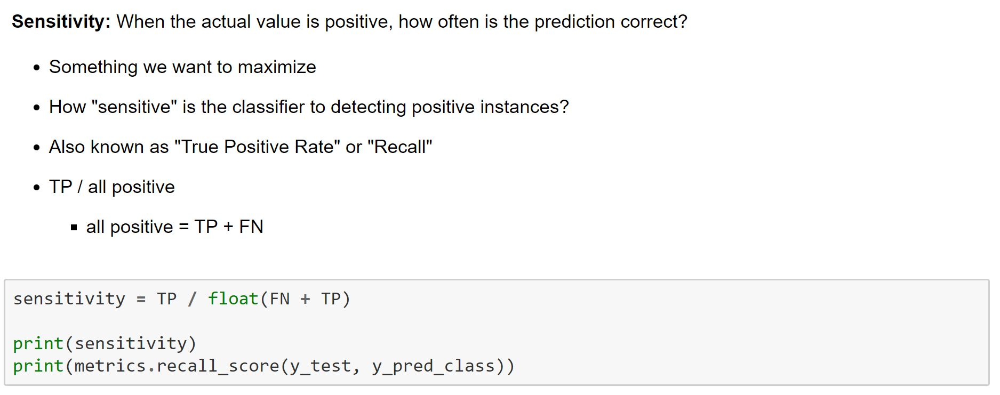 Sensitivity: When the actual value is positive, how often is the prediction correct?
• Something we want to maximize
• How "sensitive" is the classifier to detecting positive instances?
• Also known as "True Positive Rate" or "Recall"
• TP / all positive
▪ all positive = TP + FN
sensitivity = TP / float(FN + TP)
print(sensitivity)
print(metrics.recall_score(y_test, y_pred_class))